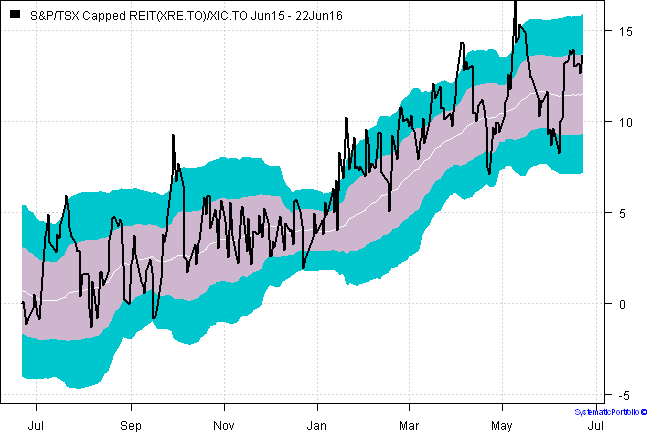 S&P/TSX Capped REIT(XRE.TO)/XIC.TO Jun15 - 22Jun16
15
10
5
0
-5
SystematicPortfolio ©
Jul Sep Nov Jan Mar May Jul